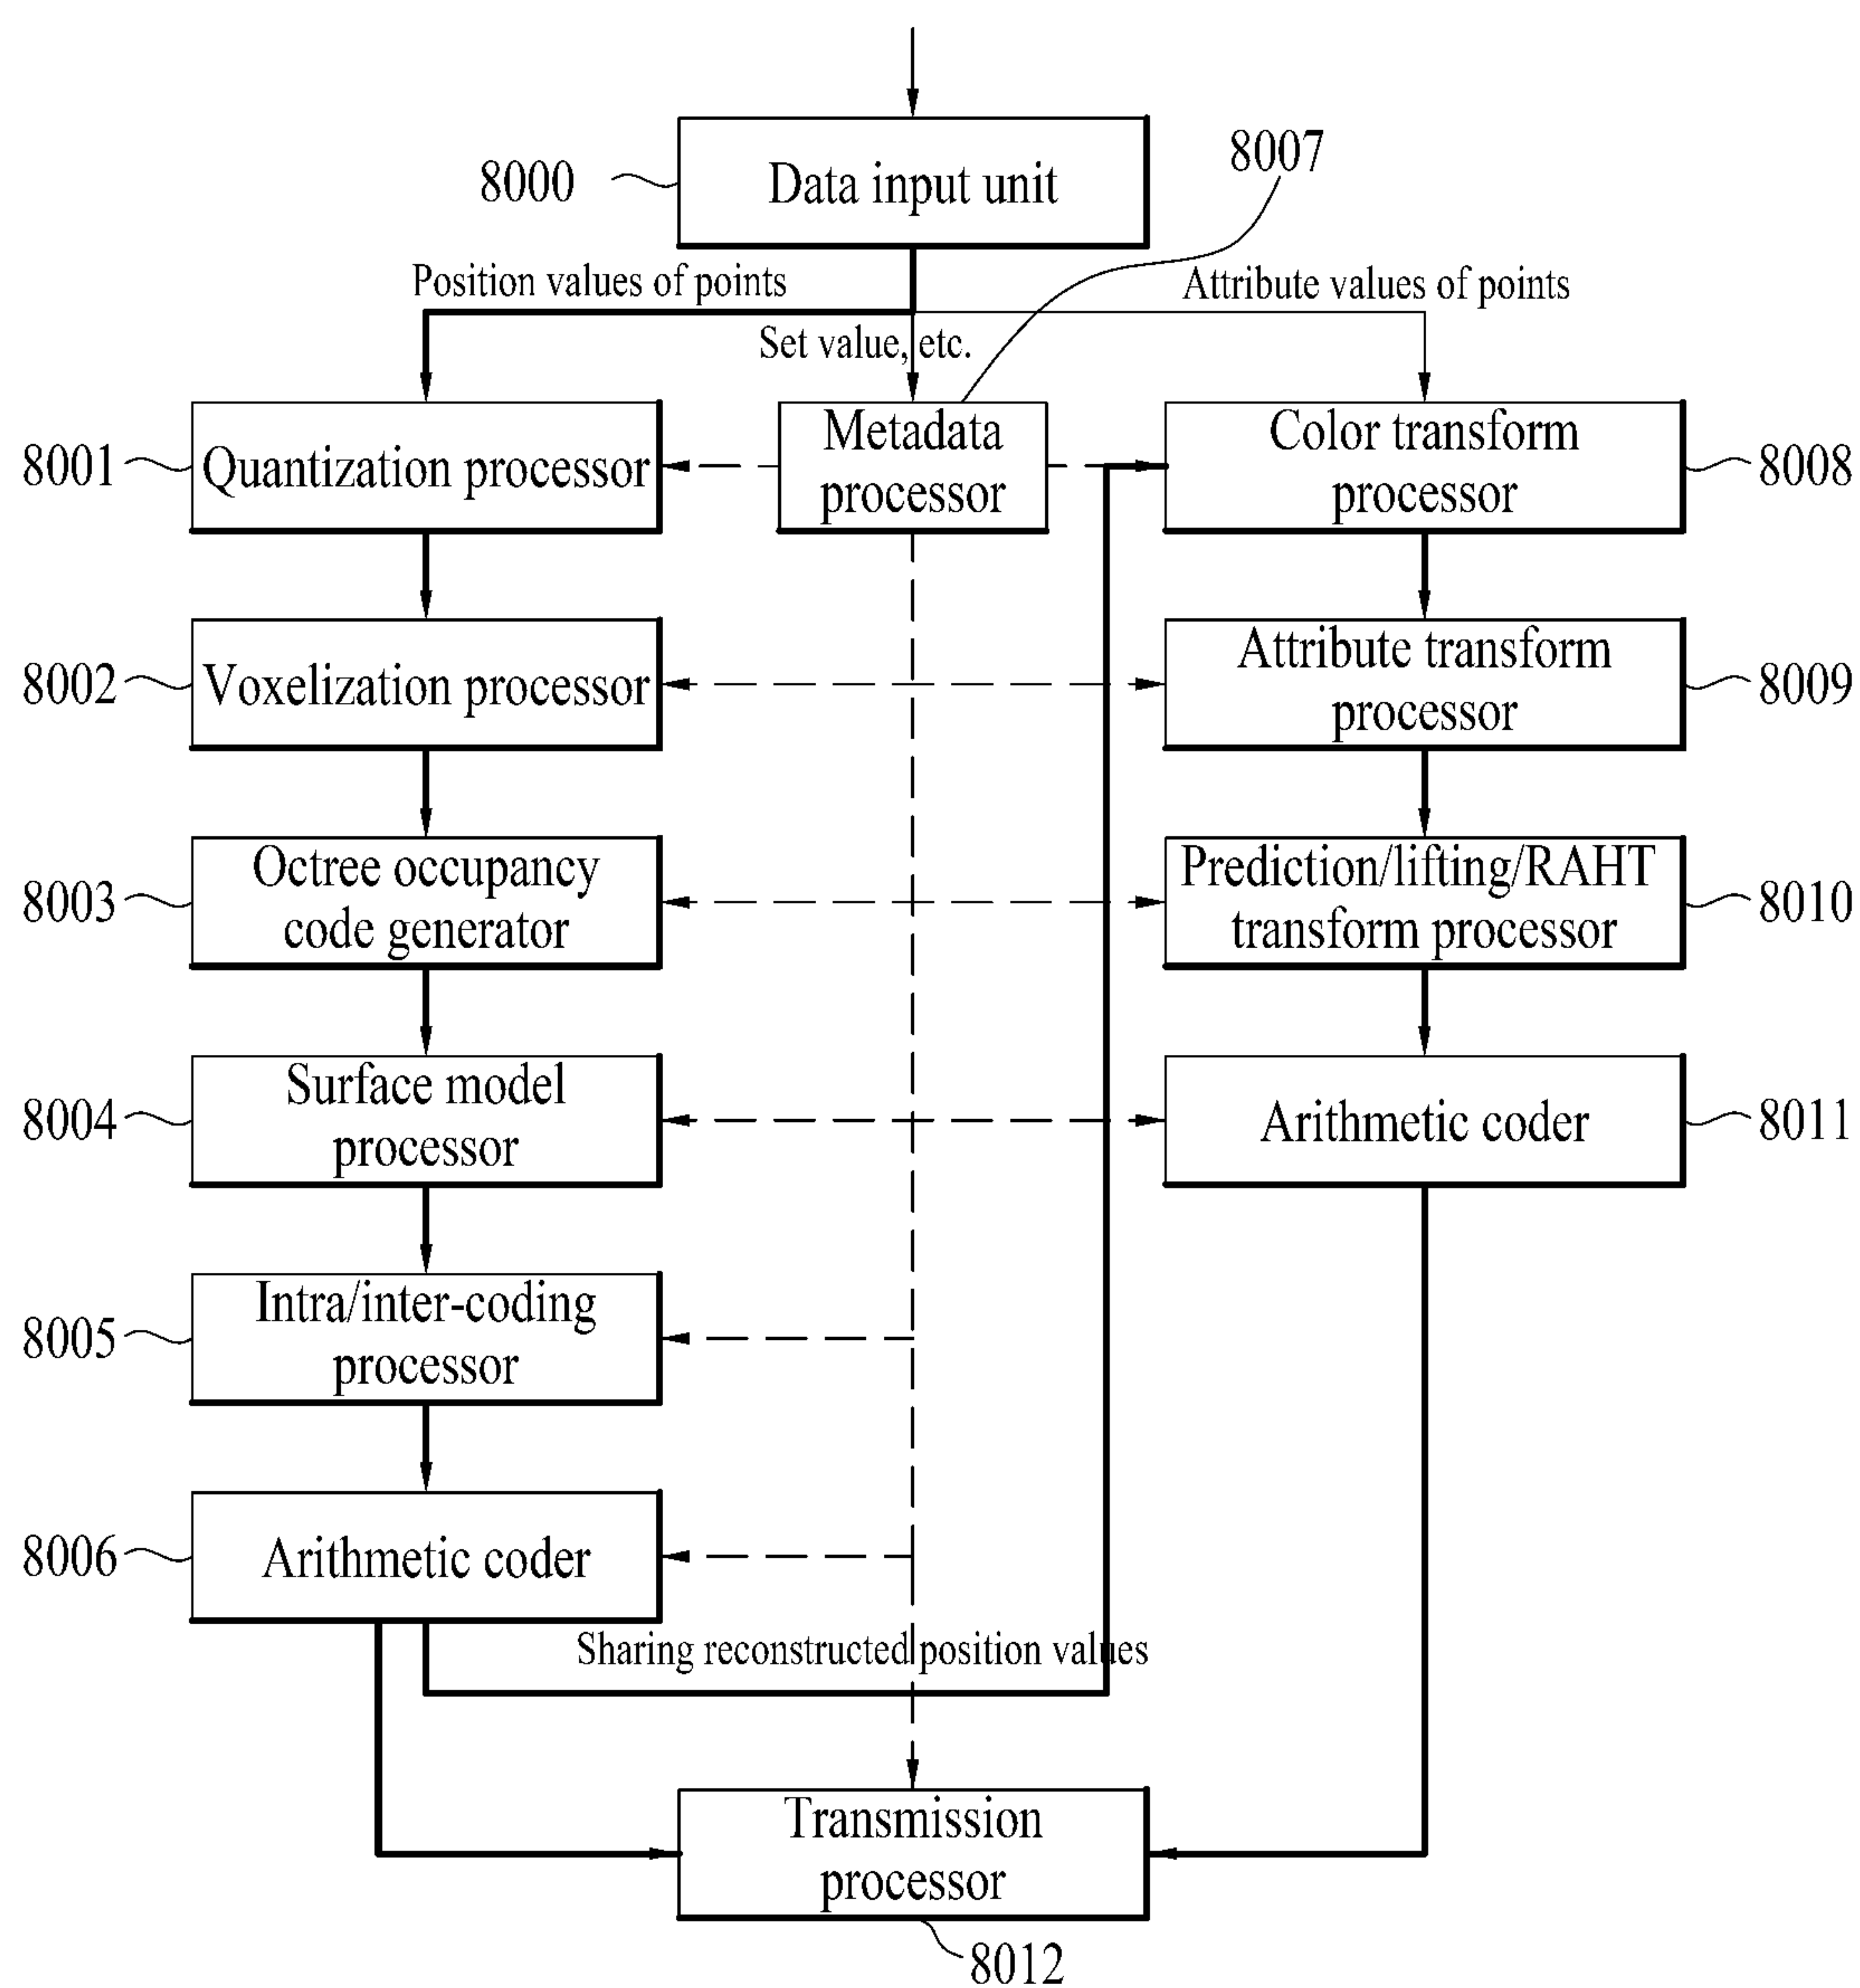 8000
Data input unit
8007
Position values of points
Attribute values of points
Set value, etc.
8001
Quantization processor
Metadata
processor
Color transform
processor
8008
8002
Voxelization processor
Attribute transform
processor
8009
8003
Octree occupancy
code generator
Prediction/lifting/RAHT
transform processor
8010
8004
Surface model
processor
Arithmetic coder
8011
8005
Intra/inter-coding
processor
8006
Arithmetic coder
Sharing reconstructed position values
Transmission
processor
8012